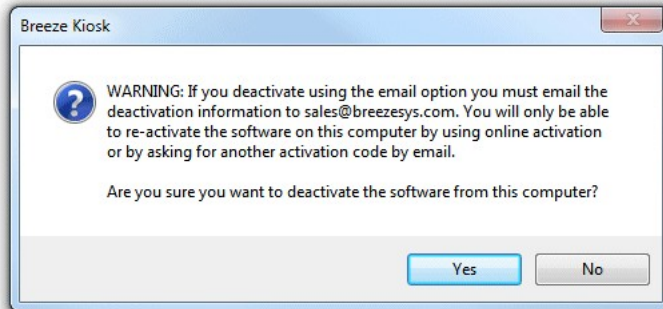 Breeze Kiosk
WARNING: If you deactivate using the email option you must email the
deactivation information to sales@breezesys.com. You will only be able
to re-activate the software on this computer by using online activation
or by asking for another activation code by email.
Are you sure you want to deactivate the software from this computer?
Yes
No